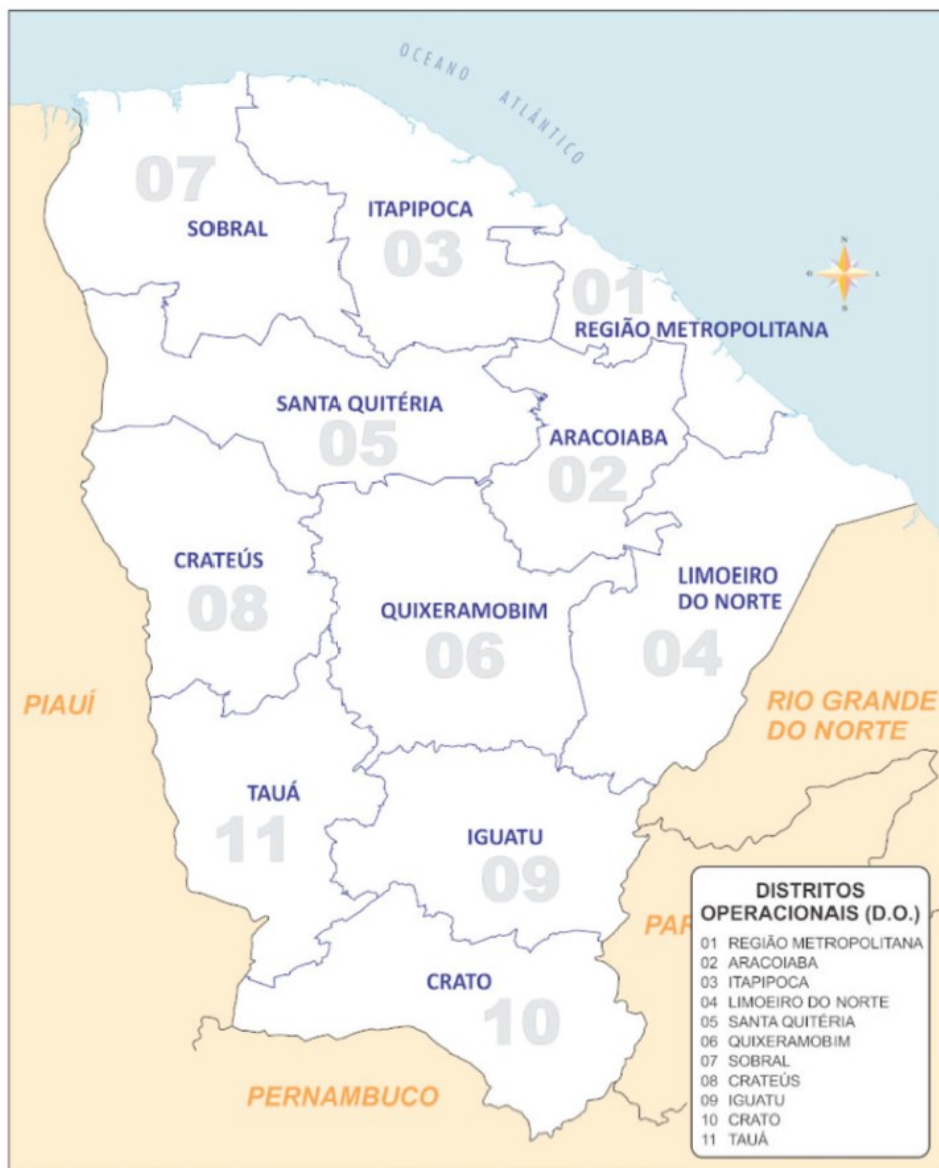 OCEANO
ATLÂNTICO
07
SOBRAL
ITAPIPOCA
03
01
REGIÃO METROPOLITANA
N
O
L
S
SANTA QUITÉRIA
05
ARACOIABA
02
CRATEÚS
08
QUIXERAMOBIM
06
LIMOEIRO
DO NORTE
04
PIAUÍ
RIO GRANDE
DO NORTE
TAUÁ
11
IGUATU
09
PAR
CRATO
10
PERNAMBUCO
DISTRITOS
OPERACIONAIS (D.O.)
01 REGIÃO METROPOLITANA
02 ARACOIABA
03 ITAPIPOCA
04 LIMOEIRO DO NORTE
05 SANTA QUITÉRIA
06 QUIXERAMOBIM
07 SOBRAL
08 CRATEÚS
09 IGUATU
10 CRATO
11 TAUÁ